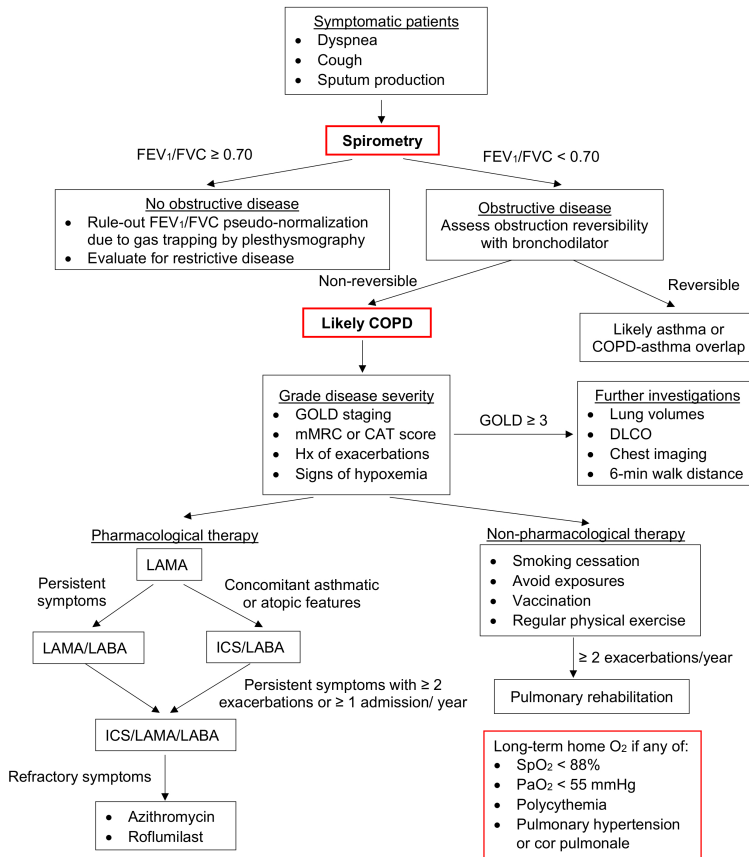 Symptomatic patients
• Dyspnea
• Cough
• Sputum production
Spirometry
FEV₁/FVC ≥ 0.70
FEV₁/FVC < 0.70
No obstructive disease
• Rule-out FEV₁/FVC pseudo-normalization
due to gas trapping by plesthysmography
• Evaluate for restrictive disease
Obstructive disease
Assess obstruction reversibility
with bronchodilator
Non-reversible
Reversible
Likely COPD
Likely asthma or
COPD-asthma overlap
Grade disease severity
• GOLD staging
• mMRC or CAT score
• Hx of exacerbations
• Signs of hypoxemia
GOLD ≥ 3
Further investigations
• Lung volumes
• DLCO
• Chest imaging
• 6-min walk distance
Pharmacological therapy
LAMA
Persistent
symptoms
Concomitant asthmatic
or atopic features
LAMA/LABA
ICS/LABA
Persistent symptoms with ≥ 2
exacerbations or ≥ 1 admission/ year
ICS/LAMA/LABA
Refractory symptoms
• Azithromycin
• Roflumilast
Non-pharmacological therapy
• Smoking cessation
• Avoid exposures
• Vaccination
• Regular physical exercise
≥ 2 exacerbations/year
Pulmonary rehabilitation
Long-term home O₂ if any of:
• SpO₂ < 88%
• PaO₂ < 55 mmHg
• Polycythemia
• Pulmonary hypertension
or cor pulmonale